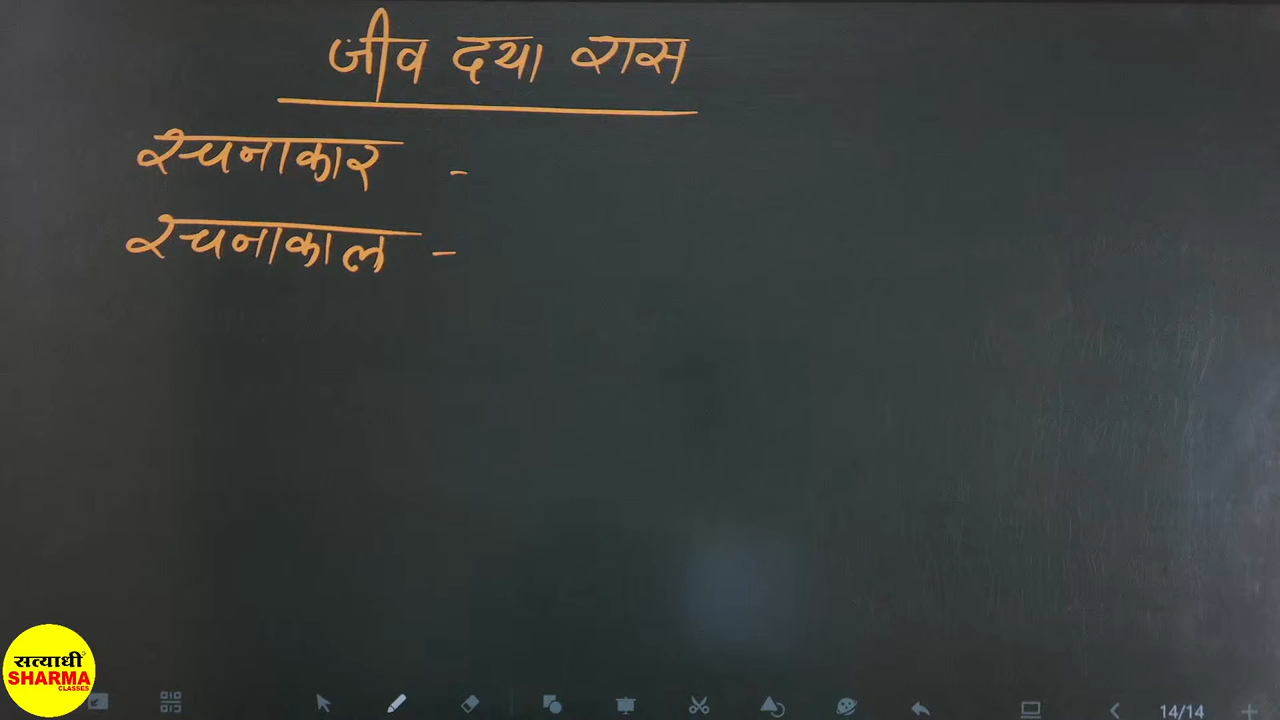 जीव दया रास
रचनाकार -
रचनाकाल -
सत्यार्थी
SHARMA
CLASSES
14/14